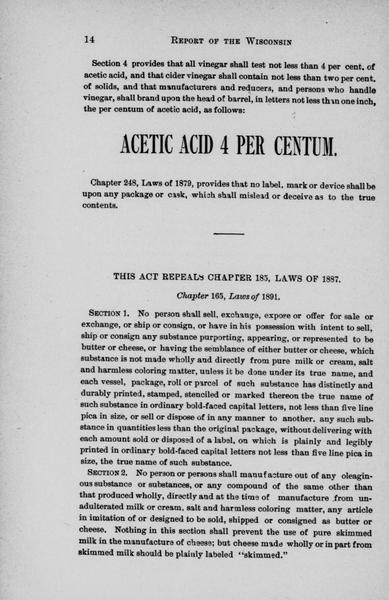 14 REPORT OF THE WISCONSIN
Section 4 provides that all vinegar shall test not less than 4 per cent. of
acetic acid, and that cider vinegar shall contain not less than two per cent.
of solids, and that manufacturers and reducers, and persons who handle
vinegar, shall brand upon the head of barrel, in letters not less than one inch,
the per centum of acetic acid, as follows:
ACETIC ACID 4 PER CENTUM.
Chapter 248, Laws of 1879, provides that no label, mark or device shall be
upon any package or cask, which shall mislead or deceive as to the true
contents.
THIS ACT REPEALS CHAPTER 185, LAWS OF 1887.
Chapter 165, Laws of 1891.
SECTION 1. No person shall sell, exchange, expore or offer for sale or
exchange, or ship or consign, or have in his possession with intent to sell,
ship or consign any substance purporting, appearing, or represented to be
butter or cheese, or having the semblance of either butter or cheese, which
substance is not made wholly and directly from pure milk or cream, salt
and harmless coloring matter, unless it be done under its true name, and
each vessel, package, roll or parcel of such substance has distinctly and
durably printed, stamped, stenciled or marked thereon the true name of
such substance in ordinary bold-faced capital letters, not less than five line
pica in size, or sell or dispose of in any manner to another, any such sub-
stance in quantities less than the original package, without delivering with
each amount sold or disposed of a label, on which is plainly and legibly
printed in ordinary bold-faced capital letters not less than five line pica in
size, the true name of such substance.
SECTION 2. No person or persons shall manufacture out of any oleagin-
ous substance or substances, or any compound of the same other than
that produced wholly, directly and at the time of manufacture from un-
adulterated milk or cream, salt and harmless coloring matter, any article
in imitation of or designed to be sold, shipped or consigned as butter or
cheese. Nothing in this section shall prevent the use of pure skimmed
milk in the manufacture of cheese; but cheese made wholly or in part from
skimmed milk should be plainly labeled "skimmed."